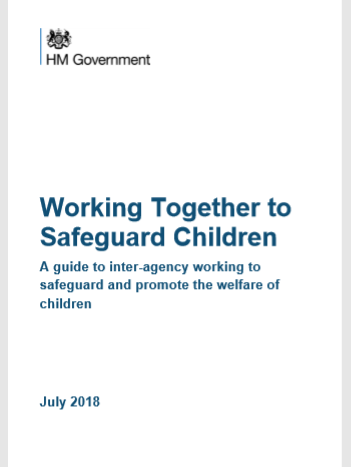 HM Government
Working Together to
Safeguard Children
A guide to inter-agency working to
safeguard and promote the welfare of
children
July 2018